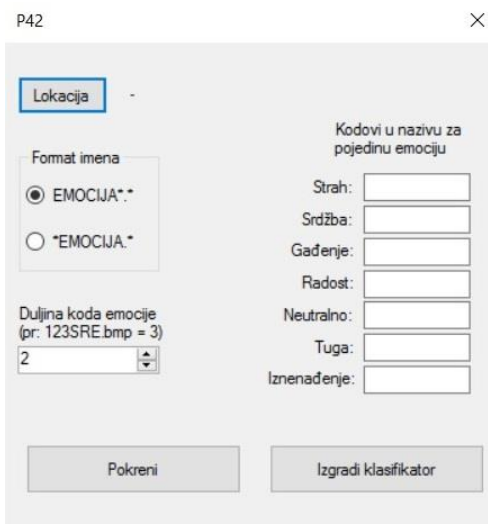 P42
Lokacija
-
Format imena
EMOCIJA*.*
*EMOCIJA.*
Duljina koda emocije
(pr: 123SRE.bmp = 3)
2
Kodovi u nazivu za
pojedinu emociju
Strah:
Srdžba:
Gađenje:
Radost:
Neutralno:
Tuga:
Iznenađenje:
Pokreni
Izgradi klasifikator